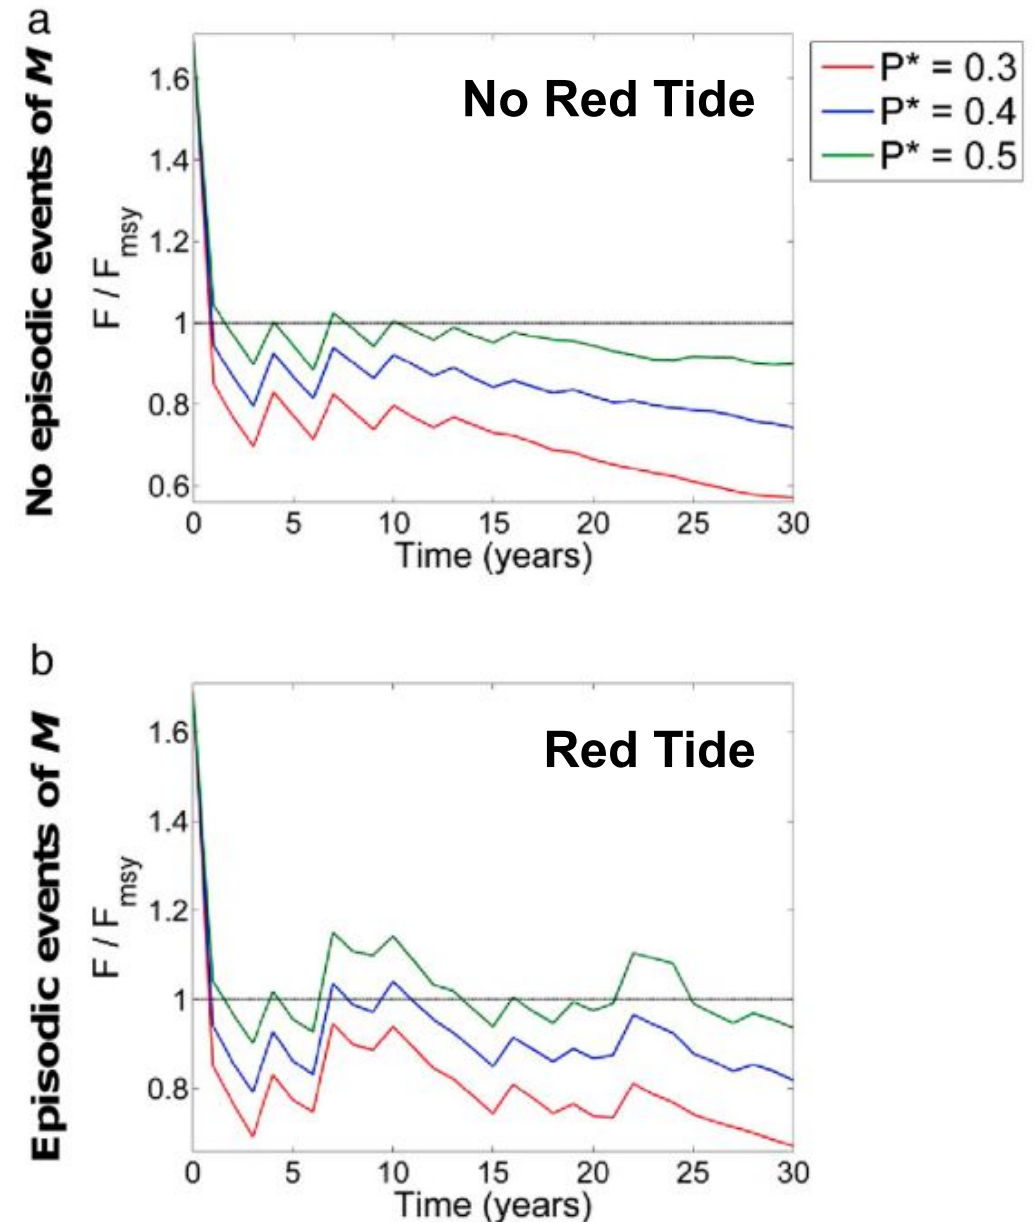 a
No episodic events of M
No Red Tide
P* = 0.3
P* = 0.4
P* = 0.5
F / Fmsy
1.6
1.4
1.2
1
0.8
0.6
0 5 10 15 20 25 30
Time (years)
b
Episodic events of M
Red Tide
F / Fmsy
1.6
1.4
1.2
1
0.8
0 5 10 15 20 25 30
Time (years)